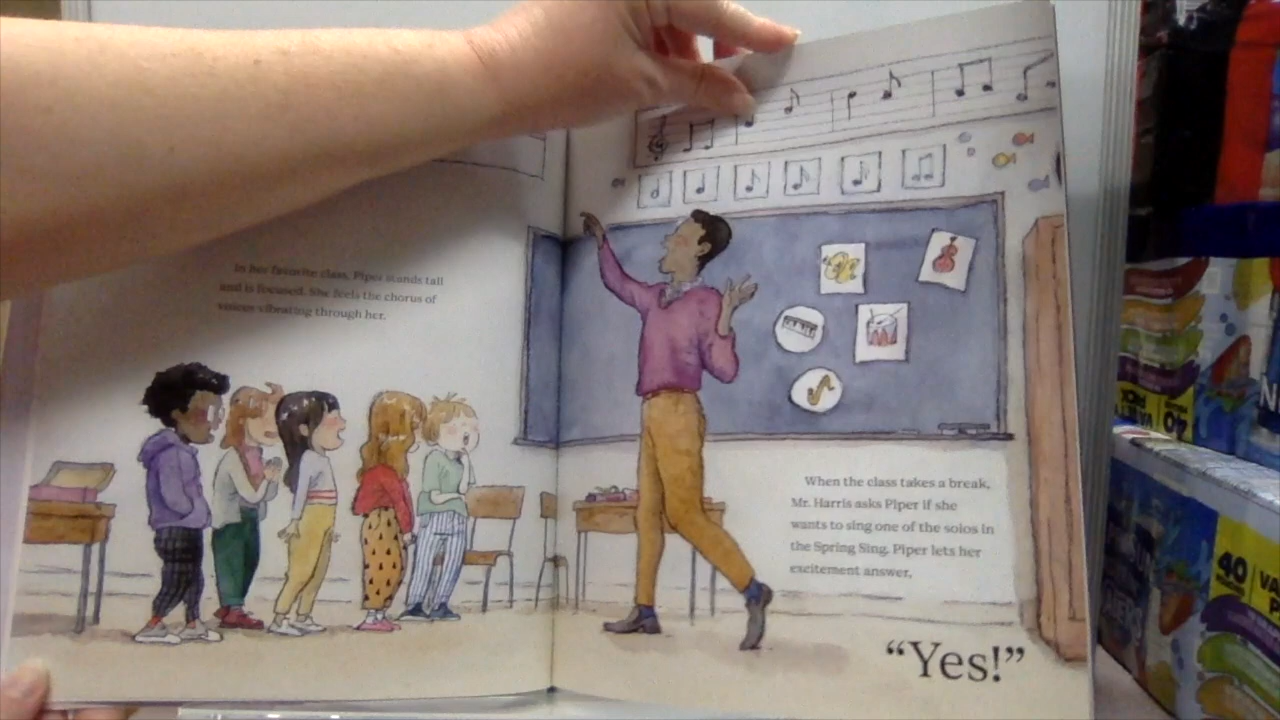 In her favorite class, Piper stands tall
and is focused. She feels the chorus of
voices vibrating through her.
When the class takes a break,
Mr. Harris asks Piper if she
wants to sing one of the solos in
the Spring Sing. Piper lets her
excitement answer,
“Yes!”
40